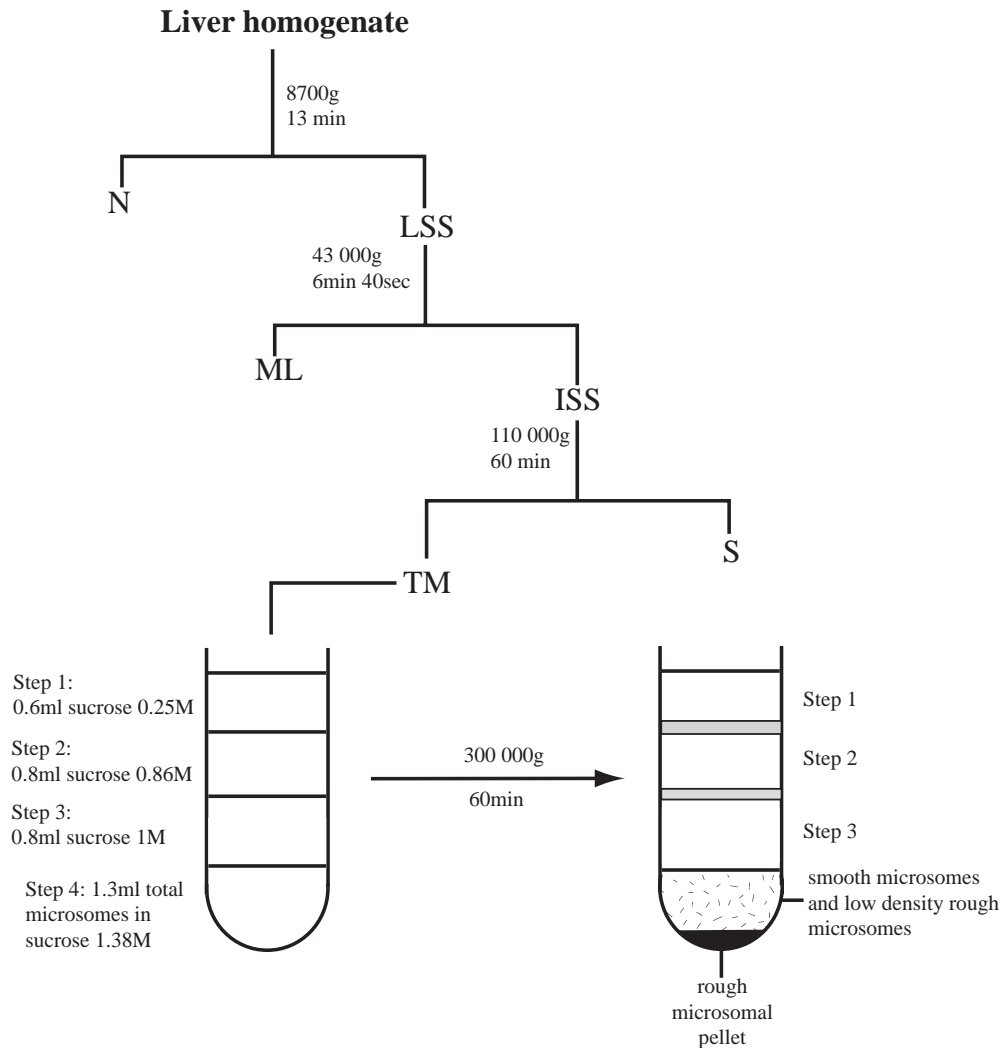 Liver homogenate
8700g
13 min
N
LSS
43 000g
6min 40sec
ML
ISS
110 000g
60 min
TM
S
Step 1:
0.6ml sucrose 0.25M
Step 2:
0.8ml sucrose 0.86M
Step 3:
0.8ml sucrose 1M
Step 4: 1.3ml total
microsomes in
sucrose 1.38M
300 000g
60min
Step 1
Step 2
Step 3
smooth microsomes
and low density rough
microsomes
rough
microsomal
pellet